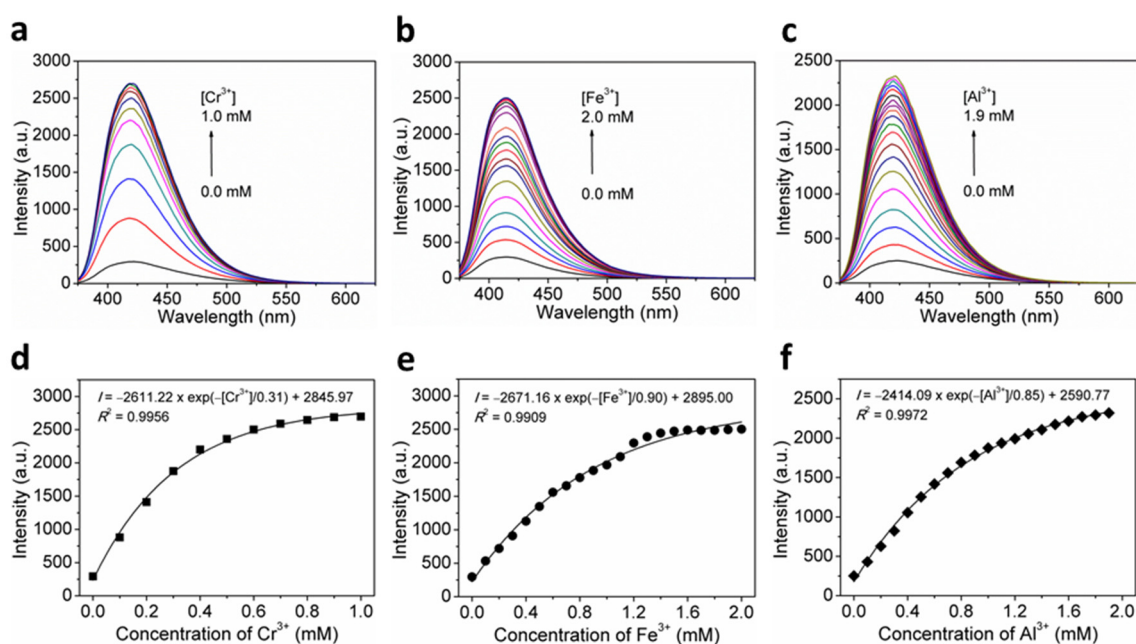 a
3000
2500
2000
1500
1000
500
0
Intensity (a.u.)
[Cr³⁺]
1.0 mM
0.0 mM
400 450 500 550 600
Wavelength (nm)
b
3000
2500
2000
1500
1000
500
0
Intensity (a.u.)
[Fe³⁺]
2.0 mM
0.0 mM
400 450 500 550 600
Wavelength (nm)
c
2500
2000
1500
1000
500
0
Intensity (a.u.)
[Al³⁺]
1.9 mM
0.0 mM
400 450 500 550 600
Wavelength (nm)
d
3500
3000
2500
2000
1500
1000
500
0
Intensity (a.u.)
I = −2611.22 x exp(−[Cr³⁺]/0.31) + 2845.97
R² = 0.9956
0.0 0.2 0.4 0.6 0.8 1.0
Concentration of Cr³⁺ (mM)
e
3500
3000
2500
2000
1500
1000
500
0
Intensity (a.u.)
I = −2671.16 x exp(−[Fe³⁺]/0.90) + 2895.00
R² = 0.9909
0.0 0.4 0.8 1.2 1.6 2.0
Concentration of Fe³⁺ (mM)
f
3000
2500
2000
1500
1000
500
0
Intensity (a.u.)
I = −2414.09 x exp(−[Al³⁺]/0.85) + 2590.77
R² = 0.9972
0.0 0.4 0.8 1.2 1.6 2.0
Concentration of Al³⁺ (mM)